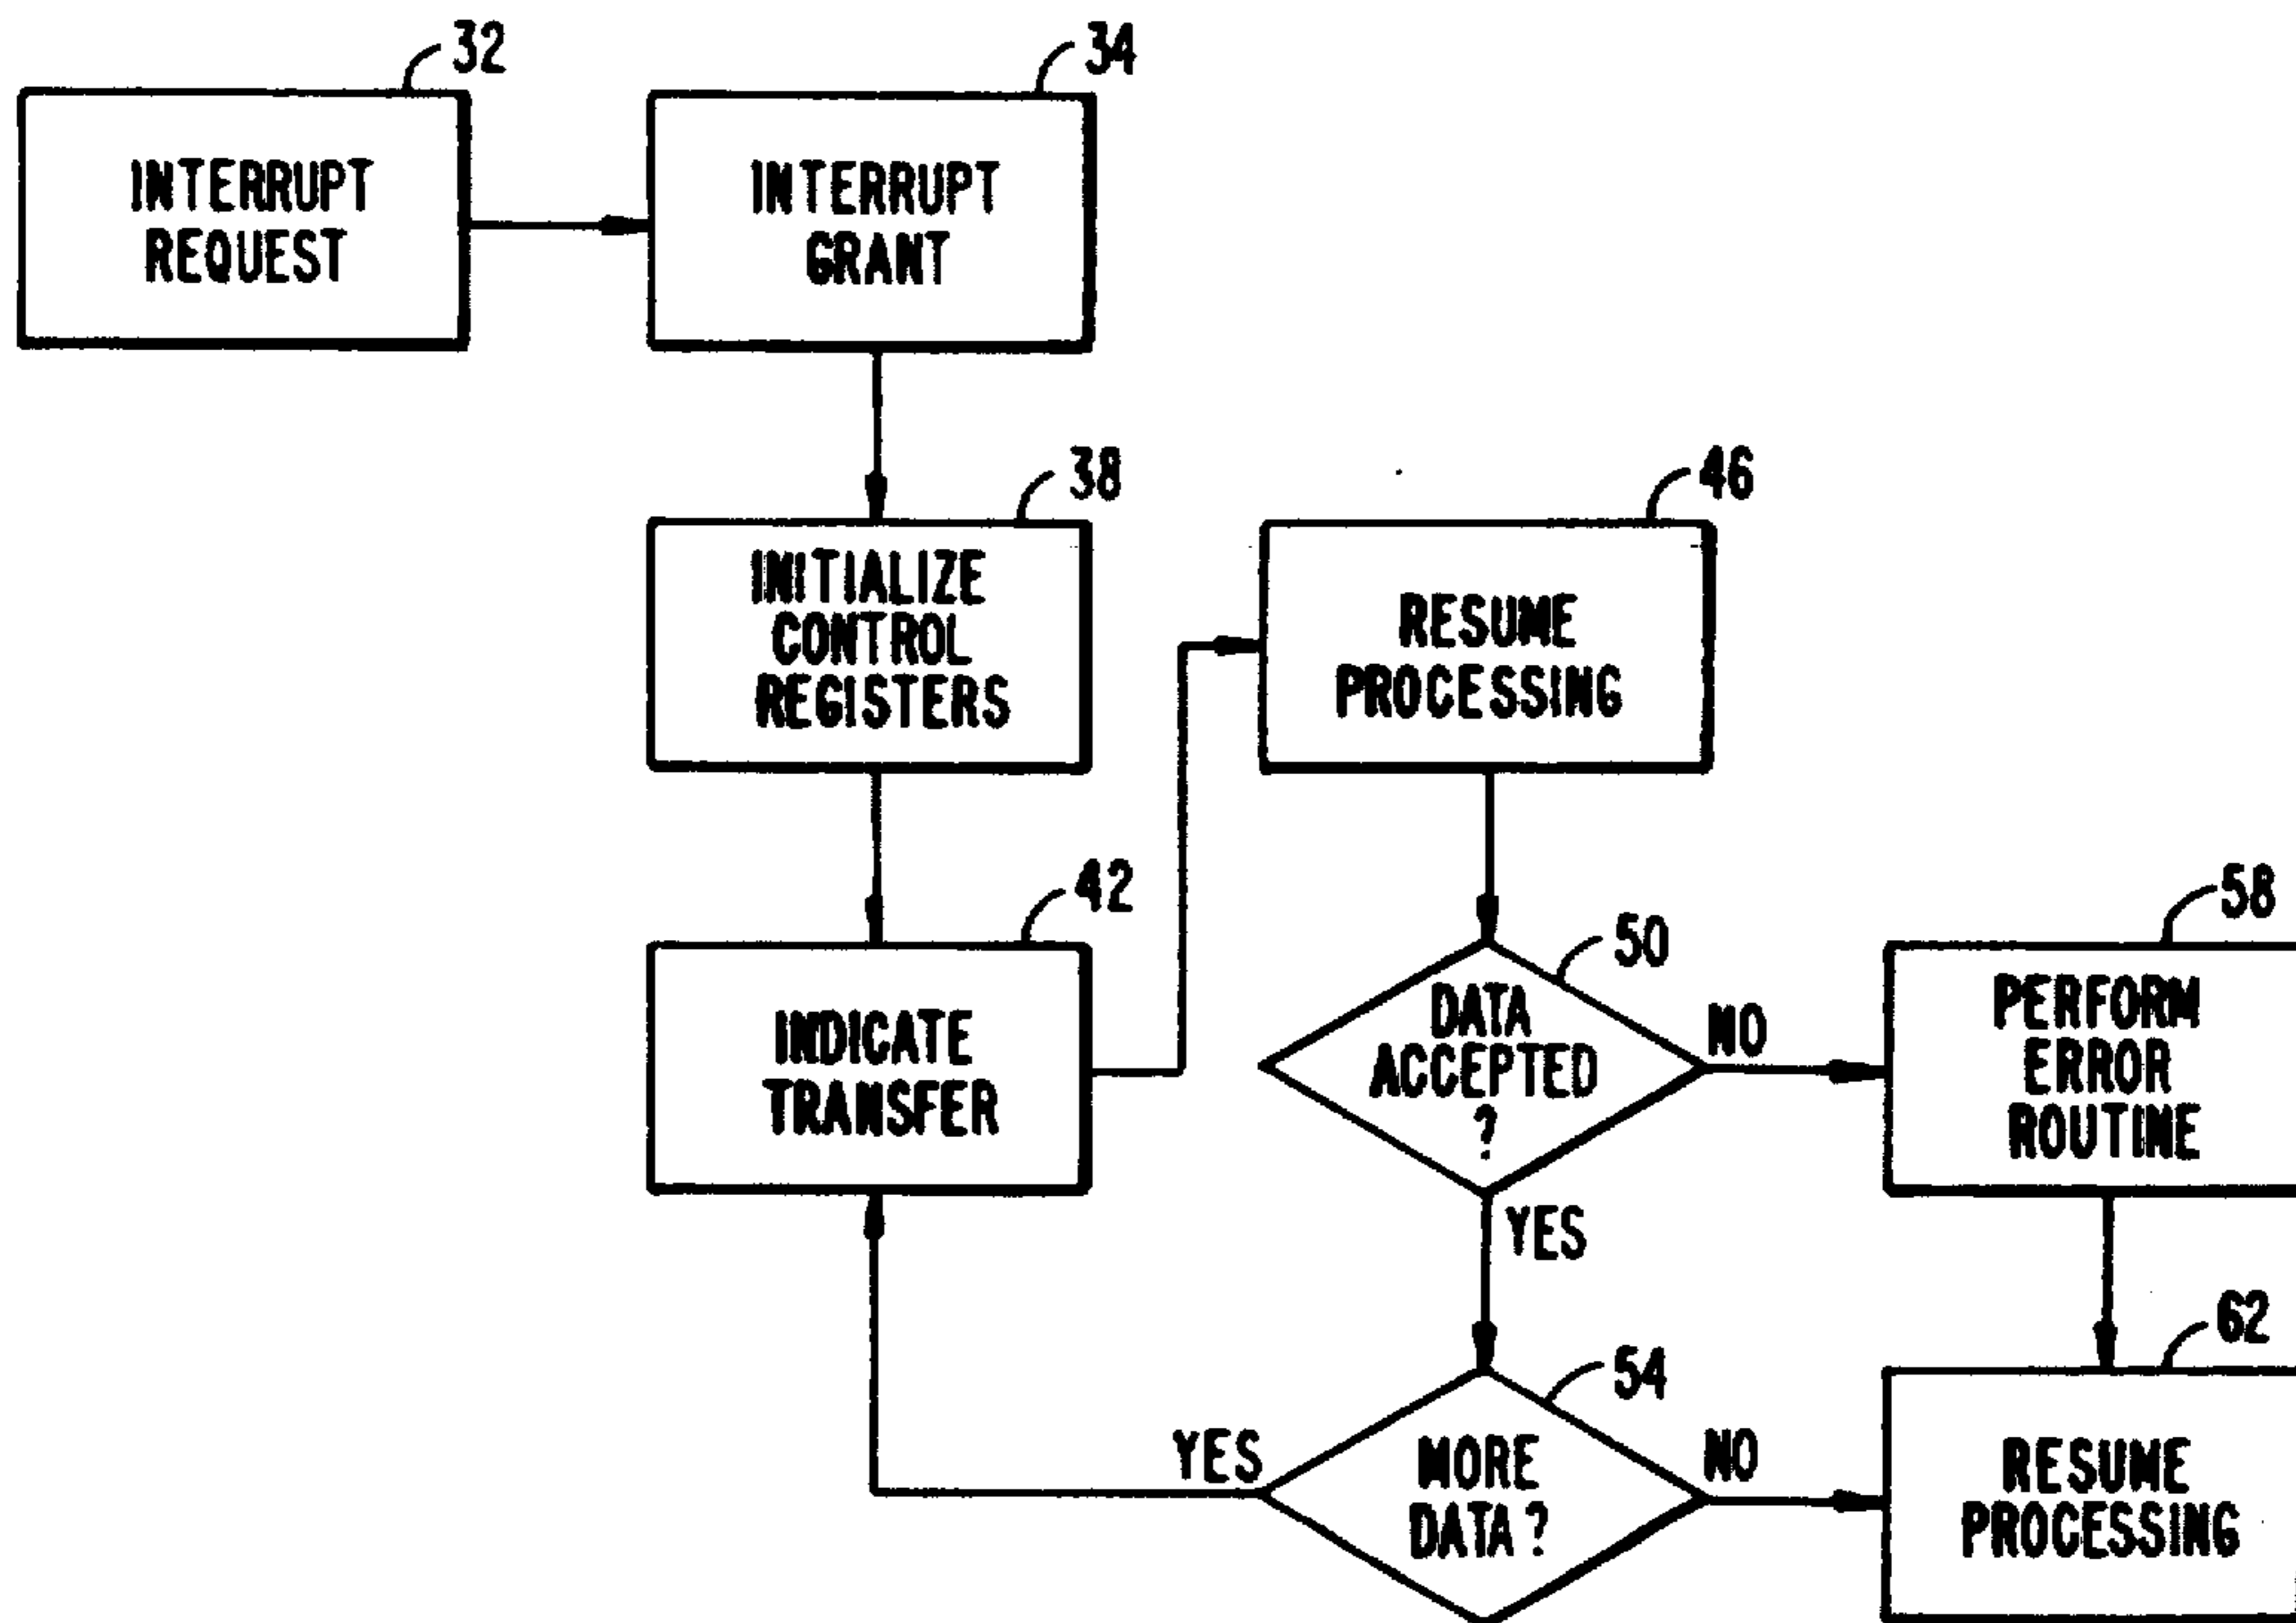 32
INTERRUPT
REQUEST
34
INTERRUPT
GRANT
38
INITIALIZE
CONTROL
REGISTERS
46
RESUME
PROCESSING
42
INDICATE
TRANSFER
50
DATA
ACCEPTED
?
NO
YES
58
PERFORM
ERROR
ROUTINE
54
MORE
DATA?
YES
NO
62
RESUME
PROCESSING